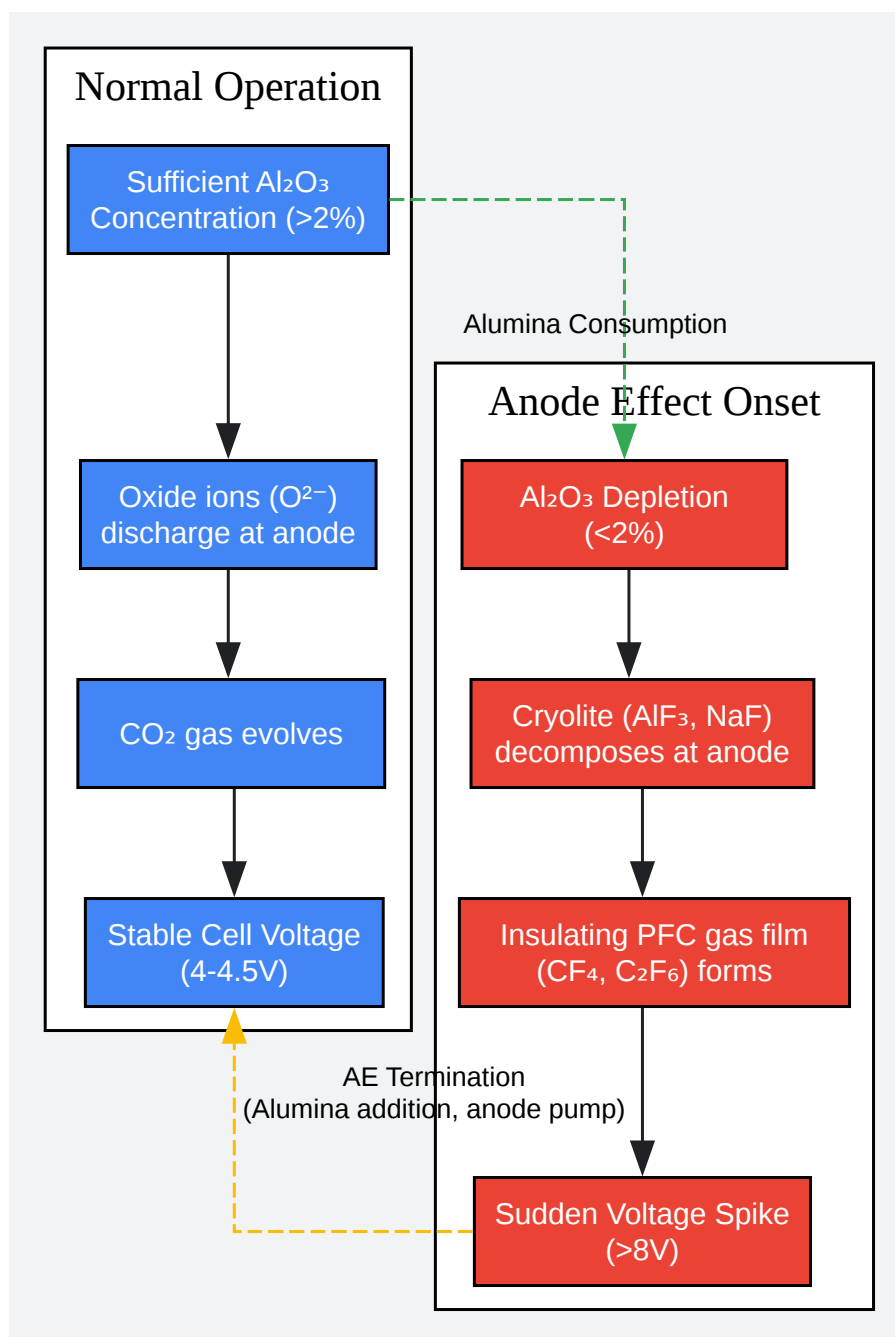 Normal Operation
Sufficient Al₂O₃
Concentration (>2%)
Oxide ions (O²⁻)
discharge at anode
CO₂ gas evolves
Stable Cell Voltage
(4-4.5V)
Alumina Consumption
Anode Effect Onset
Al₂O₃ Depletion
(<2%)
Cryolite (AlF₃, NaF)
decomposes at anode
Insulating PFC gas film
(CF₄, C₂F₆) forms
AE Termination
(Alumina addition, anode pump)
Sudden Voltage Spike
(>8V)